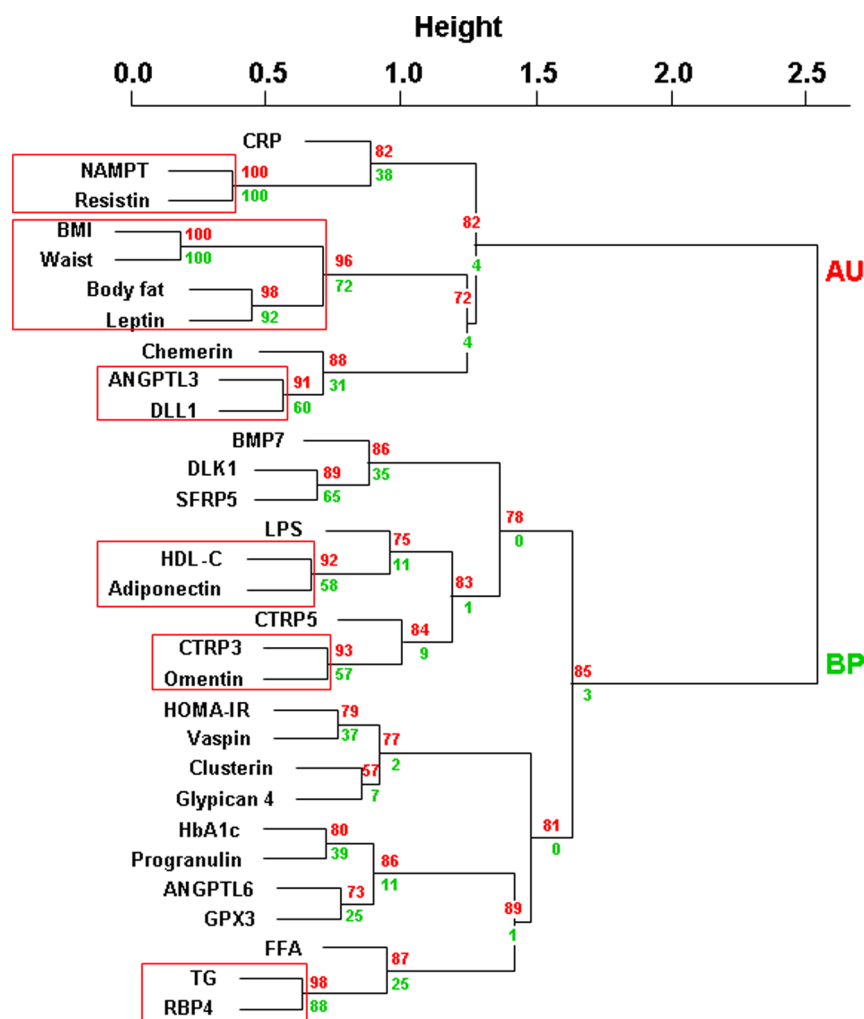 Height
0.0 0.5 1.0 1.5 2.0 2.5
CRP
82
38
NAMPT
100
Resistin
100
82
4
AU
BMI
100
Waist
100
96
72
Body fat
98
Leptin
92
72
4
Chemerin
88
31
ANGPTL3
91
DLL1
60
BMP7
86
35
DLK1
89
SFRP5
65
78
0
LPS
75
11
HDL-C
92
Adiponectin
58
83
1
CTRP5
84
9
CTRP3
93
Omentin
57
85
3
BP
HOMA-IR
79
Vaspin
37
77
2
Clusterin
57
Glypican 4
7
81
0
HbA1c
80
Progranulin
39
86
11
ANGPTL6
73
GPX3
25
89
1
FFA
87
25
TG
98
RBP4
88